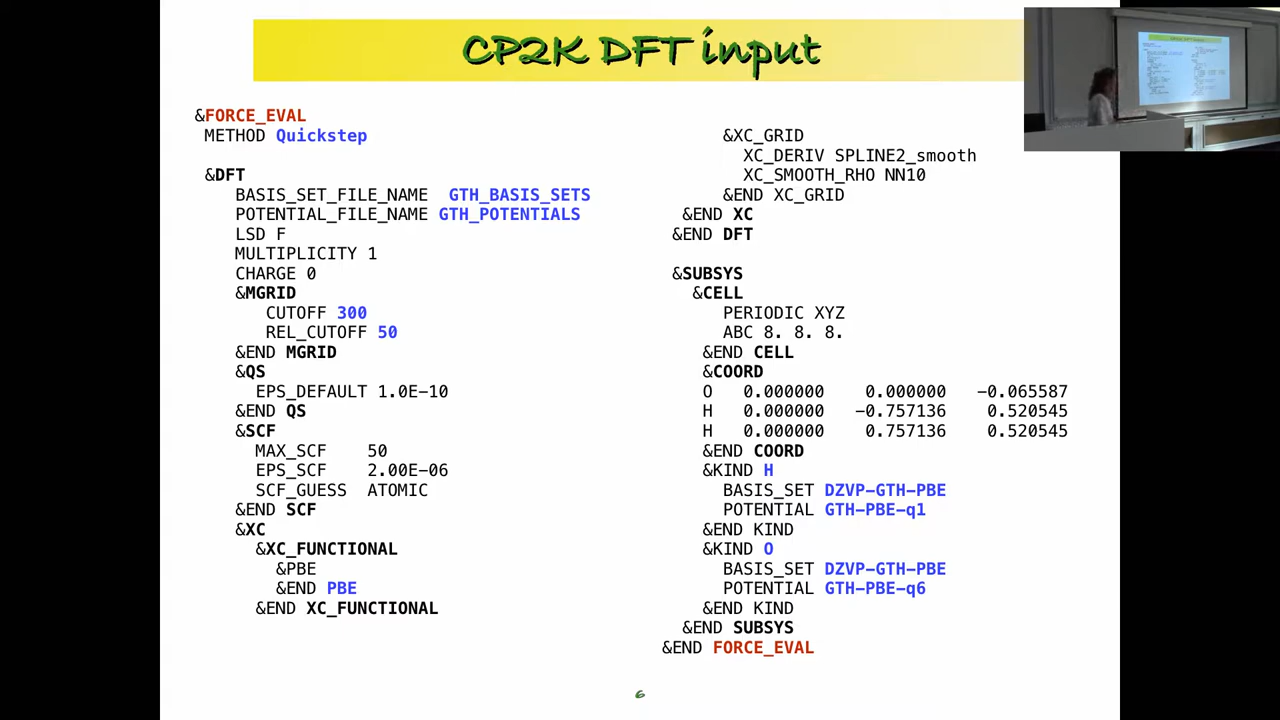 CP2K DFT input
&FORCE_EVAL
METHOD Quickstep
&DFT
BASIS_SET_FILE_NAME GTH_BASIS_SETS
POTENTIAL_FILE_NAME GTH_POTENTIALS
LSD F
MULTIPLICITY 1
CHARGE 0
&MGRID
CUTOFF 300
REL_CUTOFF 50
&END MGRID
&QS
EPS_DEFAULT 1.0E-10
&END QS
&SCF
MAX_SCF 50
EPS_SCF 2.00E-06
SCF_GUESS ATOMIC
&END SCF
&XC
&XC_FUNCTIONAL
&PBE
&END PBE
&END XC_FUNCTIONAL
&XC_GRID
XC_DERIV SPLINE2_smooth
XC_SMOOTH_RHO NN10
&END XC_GRID
&END XC
&END DFT
&SUBSYS
&CELL
PERIODIC XYZ
ABC 8. 8. 8.
&END CELL
&COORD
O 0.000000 0.000000 -0.065587
H 0.000000 -0.757136 0.520545
H 0.000000 0.757136 0.520545
&END COORD
&KIND H
BASIS_SET DZVP-GTH-PBE
POTENTIAL GTH-PBE-q1
&END KIND
&KIND O
BASIS_SET DZVP-GTH-PBE
POTENTIAL GTH-PBE-q6
&END KIND
&END SUBSYS
&END FORCE_EVAL
6